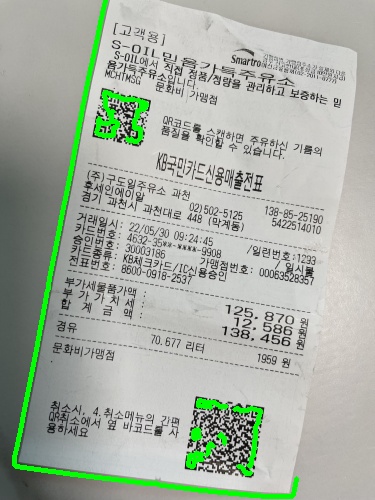 [고객용]
Smartro
S-OIL믿음가득주유소
S-OIL에서 직접 정품/정량을 관리하고 보증하는 믿
음가득주유소입니다.
MCHTMSG 문화비 가맹점
QR코드를 스캔하면 주유하신 기름의
품질을 확인할 수 있습니다.
KB국민카드신용매출전표
(주)구도일주유소 과천 138-85-25190
후세인에이알 02)502-5125 5422514010
경기 과천시 과천대로 448 (막계동)
거래일시: 22/05/30 09:24:45 /일련번호:1293
카드번호: 4632-35**-****-9908 일시불
승인번호: 30003186 가맹점번호: 00063528357
카드종류: KB체크카드/IC신용승인
전표번호: 8600-0918-2537
부가세물품가액 : 125,870 원
부 가 가 치 세 : 12,586 원
합 계 금 액 : 138,456 원
경유 70.677 리터 1959 원
문화비가맹점
취소시, 4.취소메뉴의 간편
QR취소에서 옆 바코드를 사
용하세요